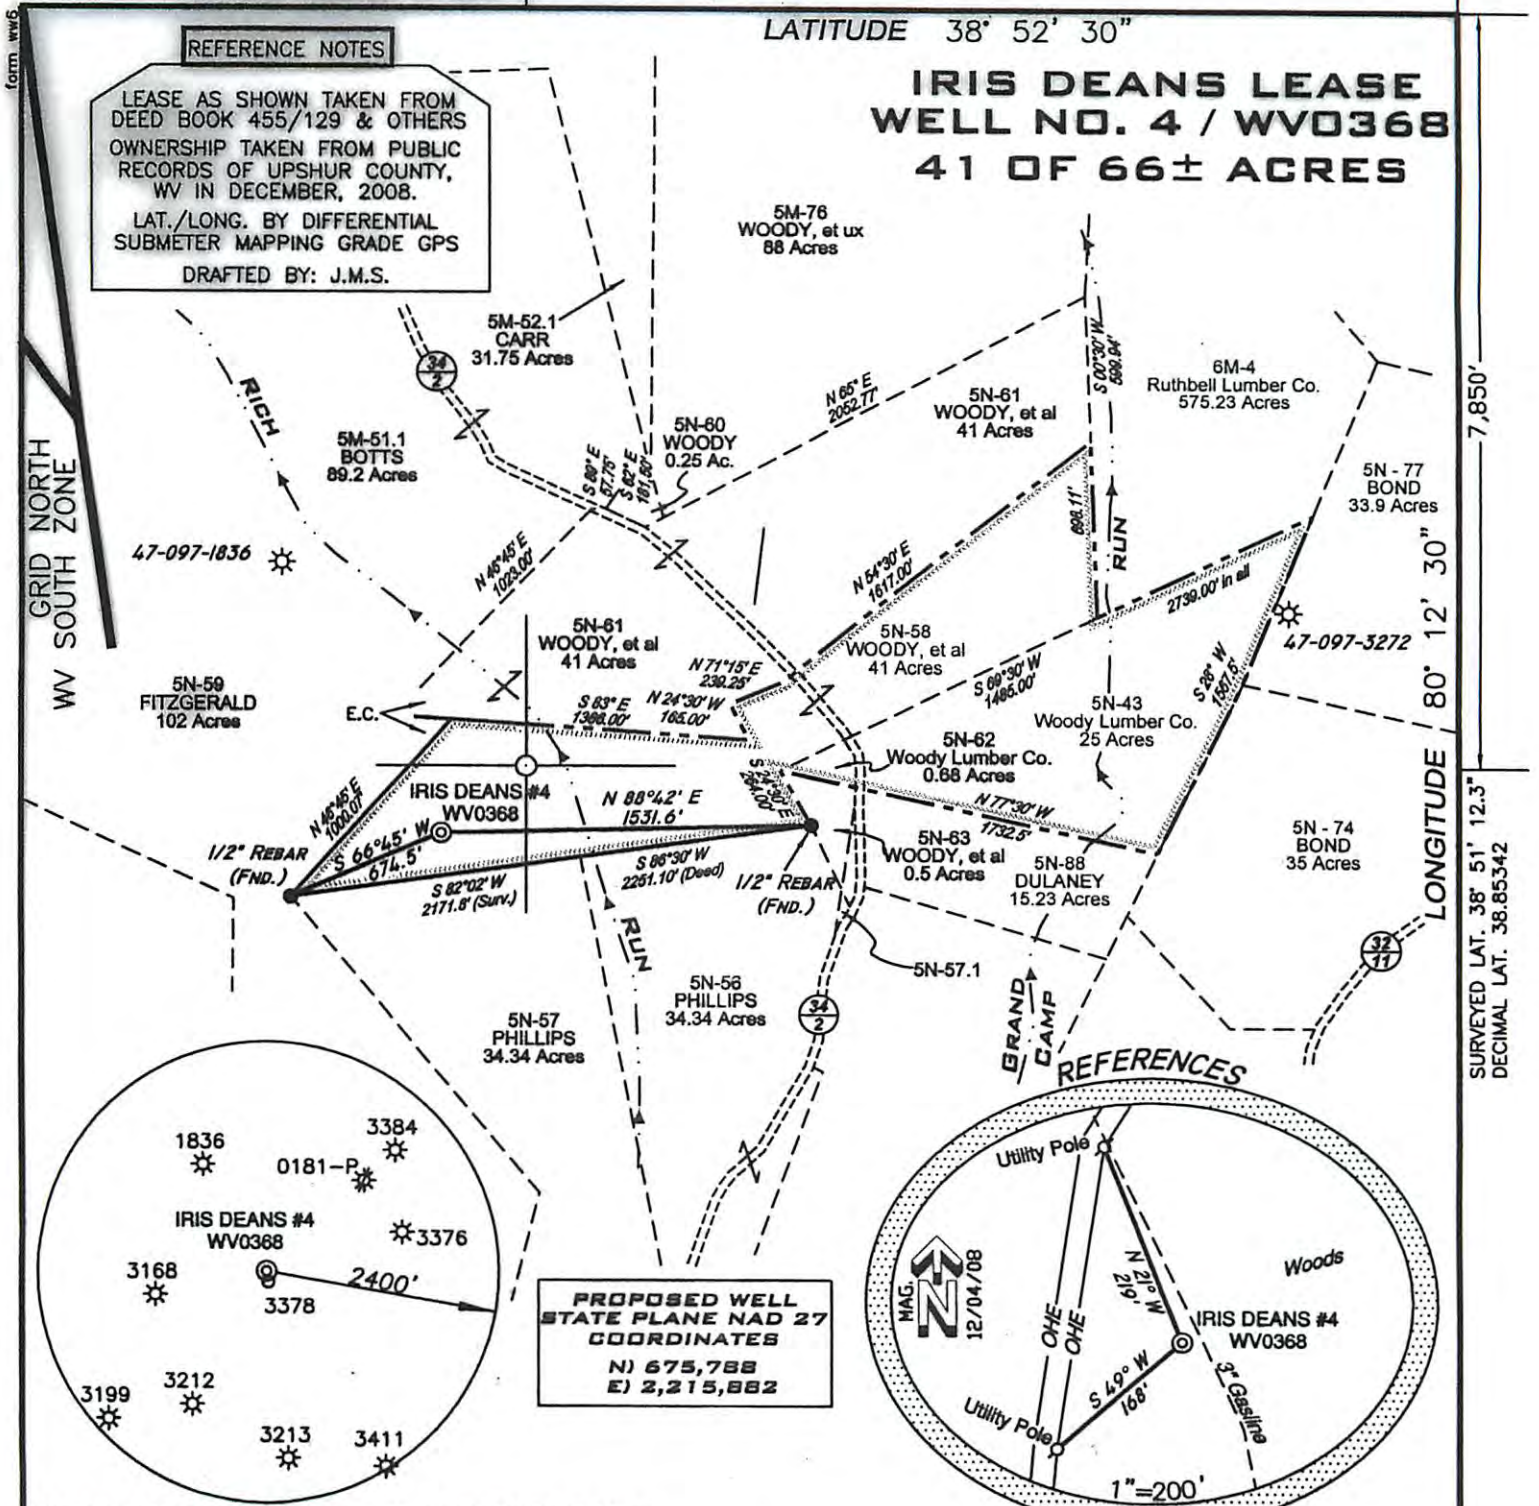 form ww6
LATITUDE 38° 52' 30"
REFERENCE NOTES
LEASE AS SHOWN TAKEN FROM
DEED BOOK 455/129 & OTHERS
OWNERSHIP TAKEN FROM PUBLIC
RECORDS OF UPSHUR COUNTY,
WV IN DECEMBER, 2008.
LAT./LONG. BY DIFFERENTIAL
SUBMETER MAPPING GRADE GPS
DRAFTED BY: J.M.S.
IRIS DEANS LEASE
WELL NO. 4 / WV0368
41 OF 66± ACRES
5M-76
WOODY, et ux
88 Acres
5M-52.1
CARR
31.75 Acres
34
2
RICH
5M-51.1
BOTTS
89.2 Acres
5N-60
WOODY
0.25 Ac.
N 65° E
2052.77'
5N-61
WOODY, et al
41 Acres
S 00°30' W
599.94'
6M-4
Ruthbell Lumber Co.
575.23 Acres
7,850'
5N - 77
BOND
33.9 Acres
GRID NORTH
WV SOUTH ZONE
47-097-1836
S 89° E
57.75'
S 62° E
181.50'
N 46°45' E
1023.00'
N 54°30' E
1617.00'
698.11'
RUN
2739.00' in all
47-097-3272
S 28° W
1567.5'
5N-61
WOODY, et al
41 Acres
5N-58
WOODY, et al
41 Acres
N 71°15' E
239.25'
S 69°30' W
1485.00'
5N-59
FITZGERALD
102 Acres
E.C.
S 83° E
1386.00'
N 24°30' W
165.00'
5N-43
Woody Lumber Co.
25 Acres
5N-62
Woody Lumber Co.
0.68 Acres
LONGITUDE 80° 12' 30"
IRIS DEANS #4
WV0368
N 46°45' E
1000.07'
N 88°42' E
1531.6'
S 24°30' E
264.00'
N 77°30' W
1732.5'
S 66°45' W
674.5'
1/2" REBAR
(FND.)
S 82°02' W
2171.8' (Surv.)
S 86°30' W
2251.10' (Deed)
1/2" REBAR
(FND.)
5N-63
WOODY, et al
0.5 Acres
5N-88
DULANEY
15.23 Acres
5N - 74
BOND
35 Acres
SURVEYED LAT. 38° 51' 12.3"
DECIMAL LAT. 38.85342
RUN
5N-57.1
32
11
5N-56
PHILLIPS
34.34 Acres
34
2
5N-57
PHILLIPS
34.34 Acres
GRAND
CAMP
1836
3384
0181-P
IRIS DEANS #4
WV0368
3376
3168
2400'
3378
3212
3199
3213
3411
PROPOSED WELL
STATE PLANE NAD 27
COORDINATES
N) 675,788
E) 2,215,882
REFERENCES
Utility Pole
MAG.
N
12/04/08
N 21° W
219'
Woods
OHE
OHE
IRIS DEANS #4
WV0368
S 49° W
168'
3" Gasline
Utility Pole
1"=200'